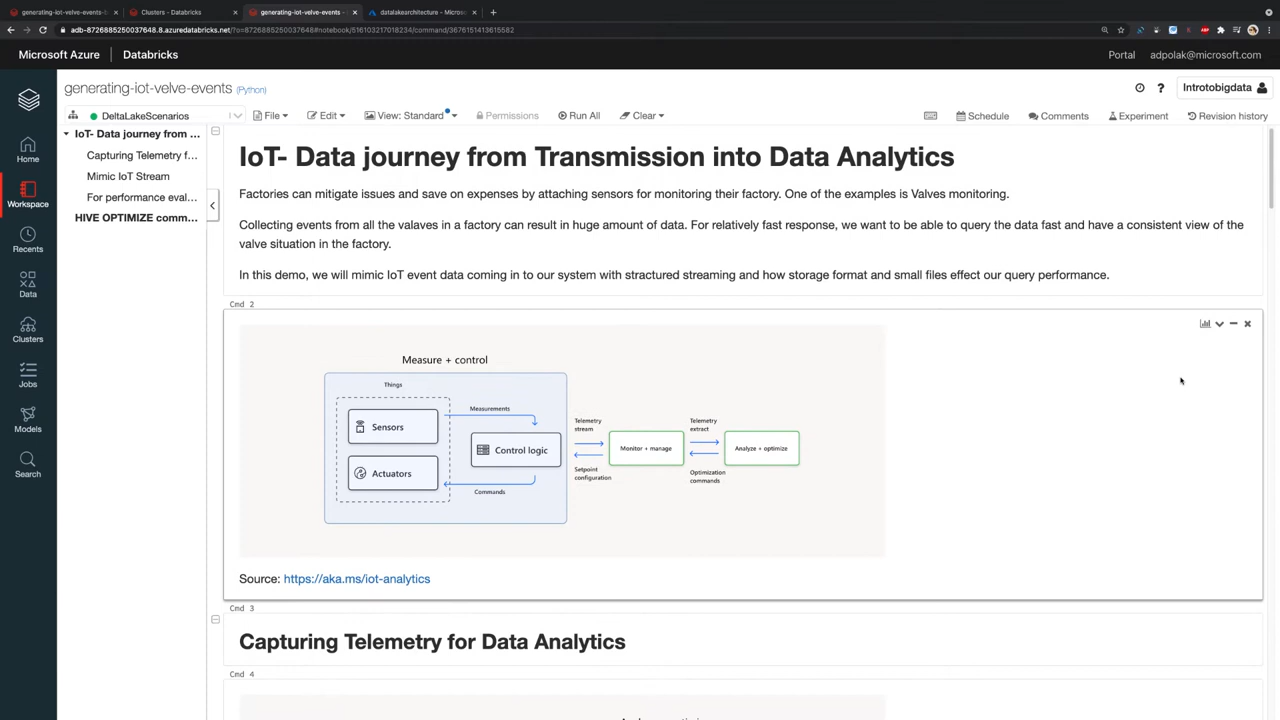 generating-iot-velve-events-t
Clusters - Databricks
generating-iot-velve-events -
datalakearchitecture - Micros
adb-8726885250037648.8.azuredatabricks.net/?o=8726885250037648#notebook/516103217018234/command/3676151413615582
Microsoft Azure
Databricks
Portal
adpolak@microsoft.com
generating-iot-velve-events (Python)
Introtobigdata
DeltaLakeScenarios
File
Edit
View: Standard
Permissions
Run All
Clear
Schedule
Comments
Experiment
Revision history
Home
Workspace
Recents
Data
Clusters
Jobs
Models
Search
IoT- Data journey from ...
Capturing Telemetry f...
Mimic IoT Stream
For performance eval...
HIVE OPTIMIZE comm...
IoT- Data journey from Transmission into Data Analytics
Factories can mitigate issues and save on expenses by attaching sensors for monitoring their factory. One of the examples is Valves monitoring.
Collecting events from all the valaves in a factory can result in huge amount of data. For relatively fast response, we want to be able to query the data fast and have a consistent view of the
valve situation in the factory.
In this demo, we will mimic IoT event data coming in to our system with stractured streaming and how storage format and small files effect our query performance.
Cmd 2
Measure + control
Things
Sensors
Actuators
Measurements
Control logic
Commands
Telemetry
stream
Setpoint
configuration
Monitor + manage
Telemetry
extract
Optimization
commands
Analyze + optimize
Source: https://aka.ms/iot-analytics
Cmd 3
Capturing Telemetry for Data Analytics
Cmd 4